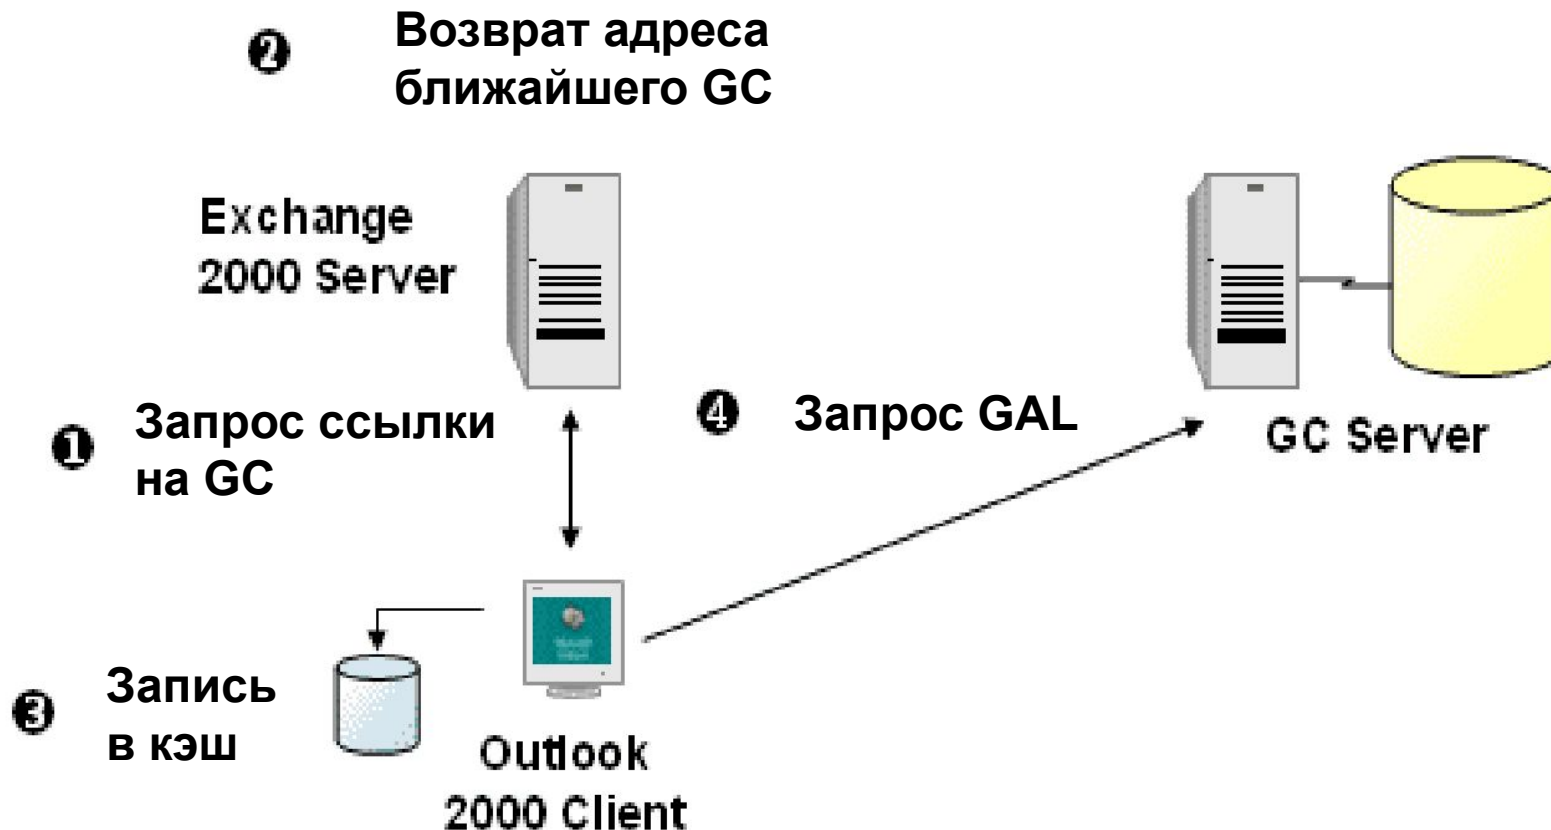 ❷
Возврат адреса
ближайшего GC
Exchange
2000 Server
❶
Запрос ссылки
на GC
❹
Запрос GAL
GC Server
❸
Запись
в кэш
Outlook
2000 Client